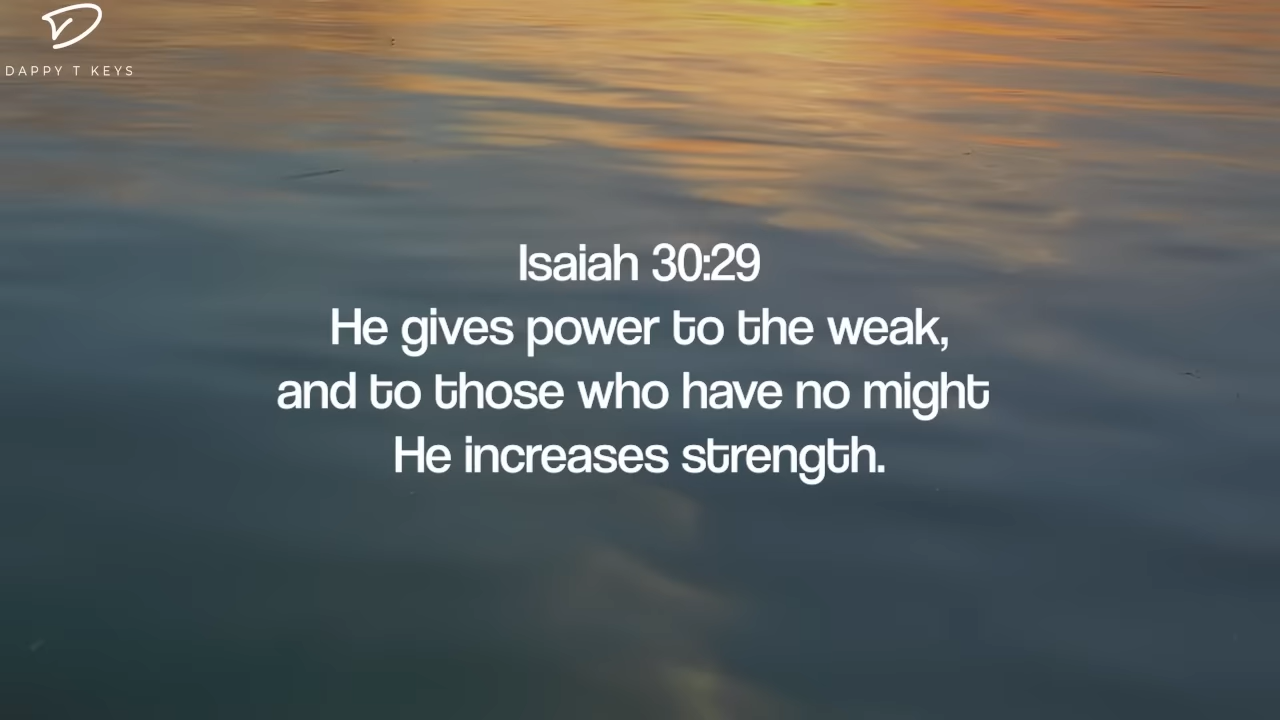 DAPPY T KEYS
Isaiah 30:29
He gives power to the weak,
and to those who have no might
He increases strength.